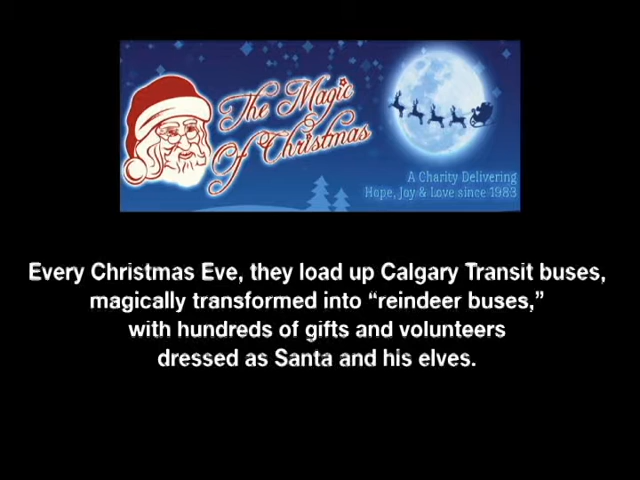 The Magic
Of Christmas
A Charity Delivering
Hope, Joy & Love since 1983
Every Christmas Eve, they load up Calgary Transit buses,
magically transformed into “reindeer buses,”
with hundreds of gifts and volunteers
dressed as Santa and his elves.